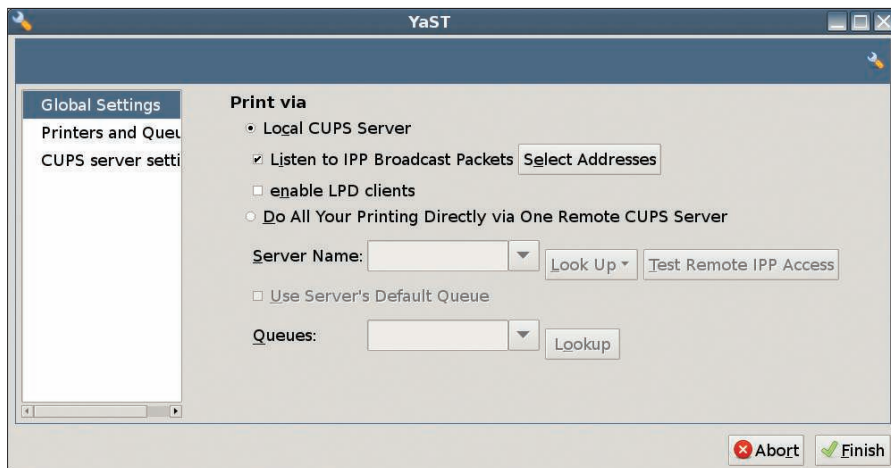 YaST
Global Settings
Printers and Queu
CUPS server setti
Print via
Local CUPS Server
Listen to IPP Broadcast Packets Select Addresses
enable LPD clients
Do All Your Printing Directly via One Remote CUPS Server
Server Name: Look Up Test Remote IPP Access
Use Server's Default Queue
Queues: Lookup
Abort Finish